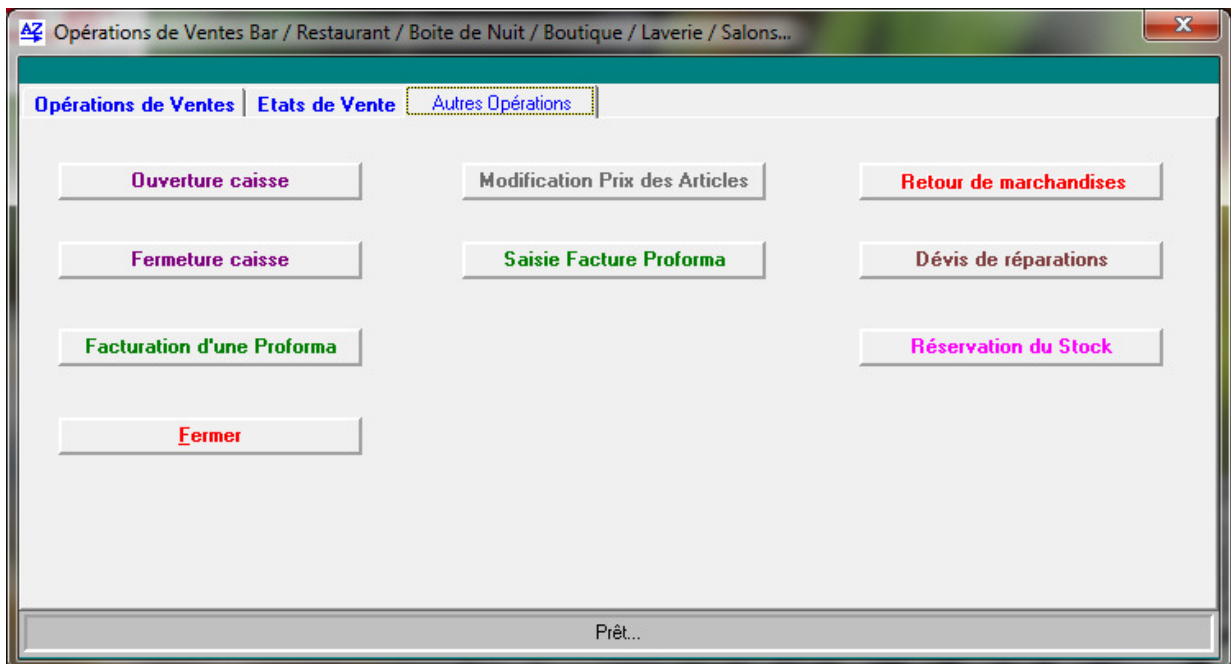 AZ Opérations de Ventes Bar / Restaurant / Boite de Nuit / Boutique / Laverie / Salons...
Opérations de Ventes Etats de Vente Autres Opérations
Ouverture caisse Modification Prix des Articles Retour de marchandises
Fermeture caisse Saisie Facture Proforma Dévis de réparations
Facturation d'une Proforma Réservation du Stock
Fermer
Prêt...